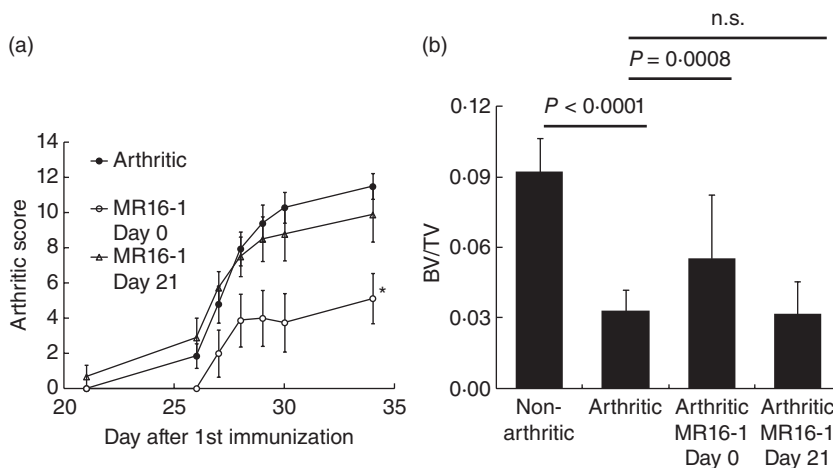 (a)
14
12
10
8
6
4
2
0
Arthritic score
Arthritic
MR16-1
Day 0
MR16-1
Day 21
*
20
25
30
35
Day after 1st immunization
(b)
n.s.
P = 0·0008
P < 0·0001
0·12
0·09
0·06
0·03
0·00
BV/TV
Non-
arthritic
Arthritic
Arthritic
MR16-1
Day 0
Arthritic
MR16-1
Day 21